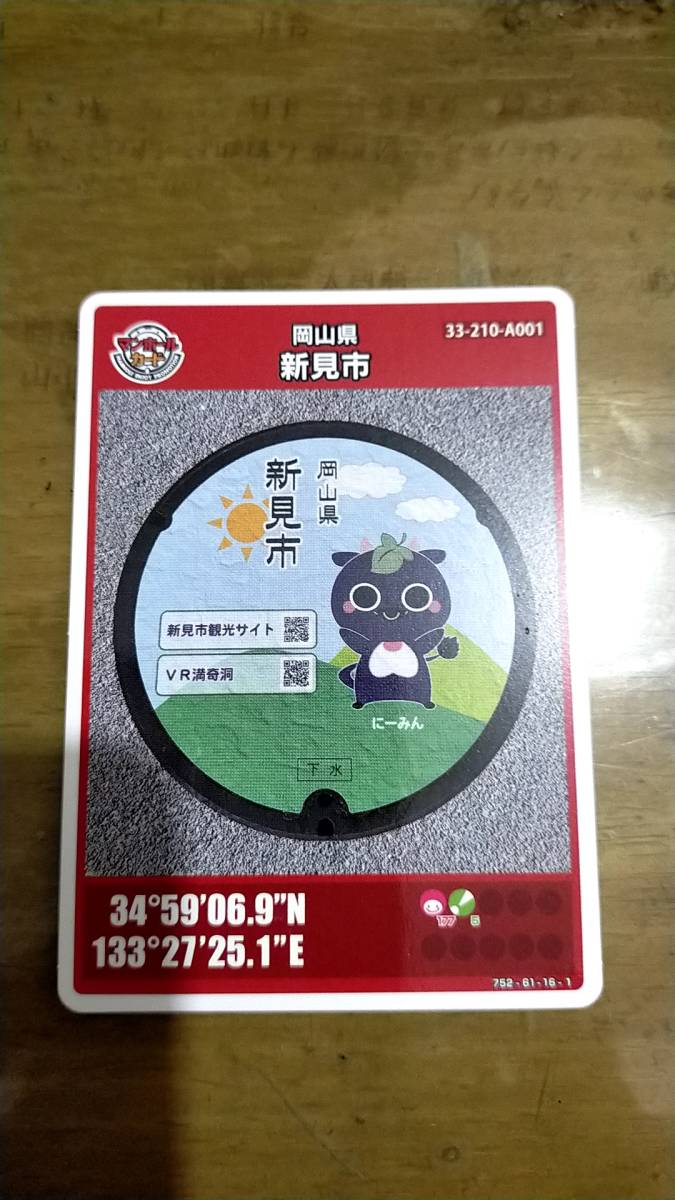 マンホール
カード
岡山県
新見市
33-210-A001
岡山県
新見市
新見市観光サイト
VR満奇洞
にーみん
下水
34°59'06.9"N
133°27'25.1"E
177
5
752-61-16-1